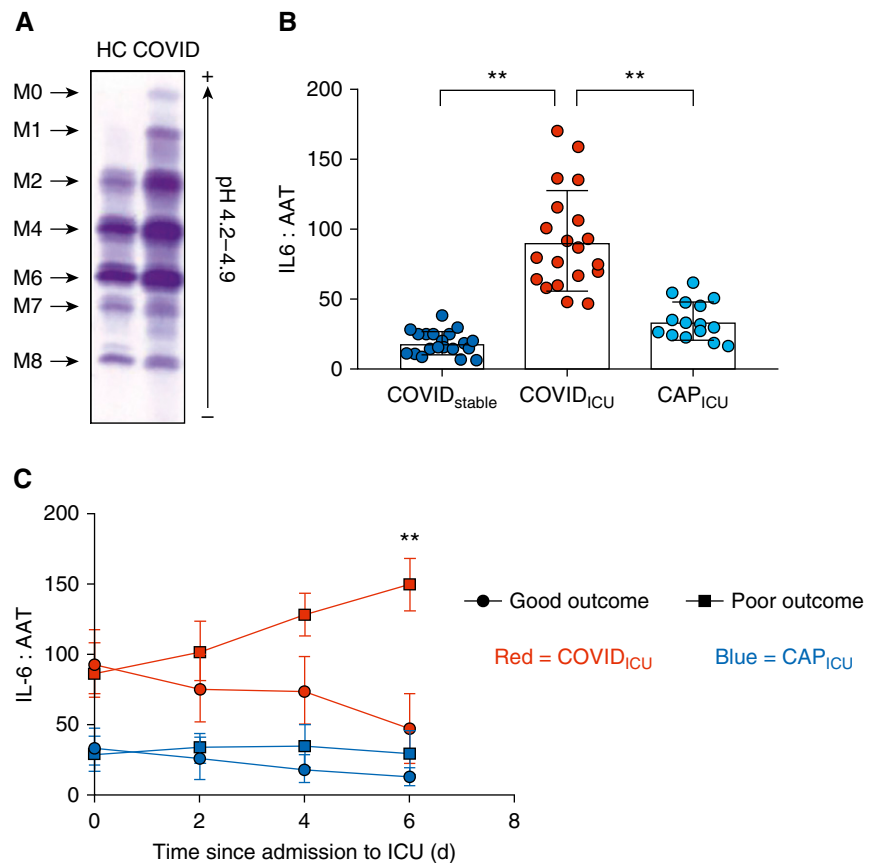 A
HC COVID
M0
M1
M2
M4
M6
M7
M8
+
pH 4.2–4.9
–
B
** **
200
150
100
50
0
IL6 : AAT
COVIDstable COVIDICU CAPICU
C
**
200
150
100
50
0
IL-6 : AAT
0 2 4 6 8
Time since admission to ICU (d)
Good outcome Poor outcome
Red = COVIDICU Blue = CAPICU